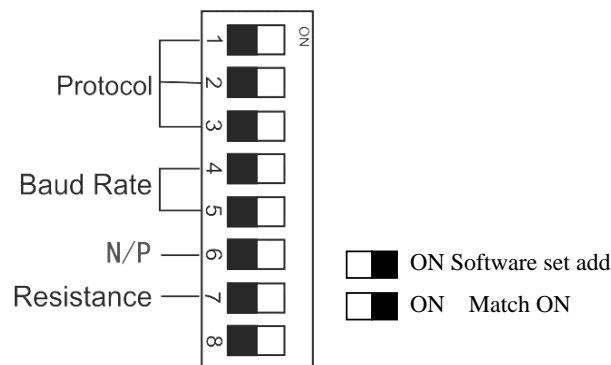 ON
1
Protocol 2
3
4
Baud Rate
5
N/P 6
ON Software set add
Resistance 7
ON Match ON
8